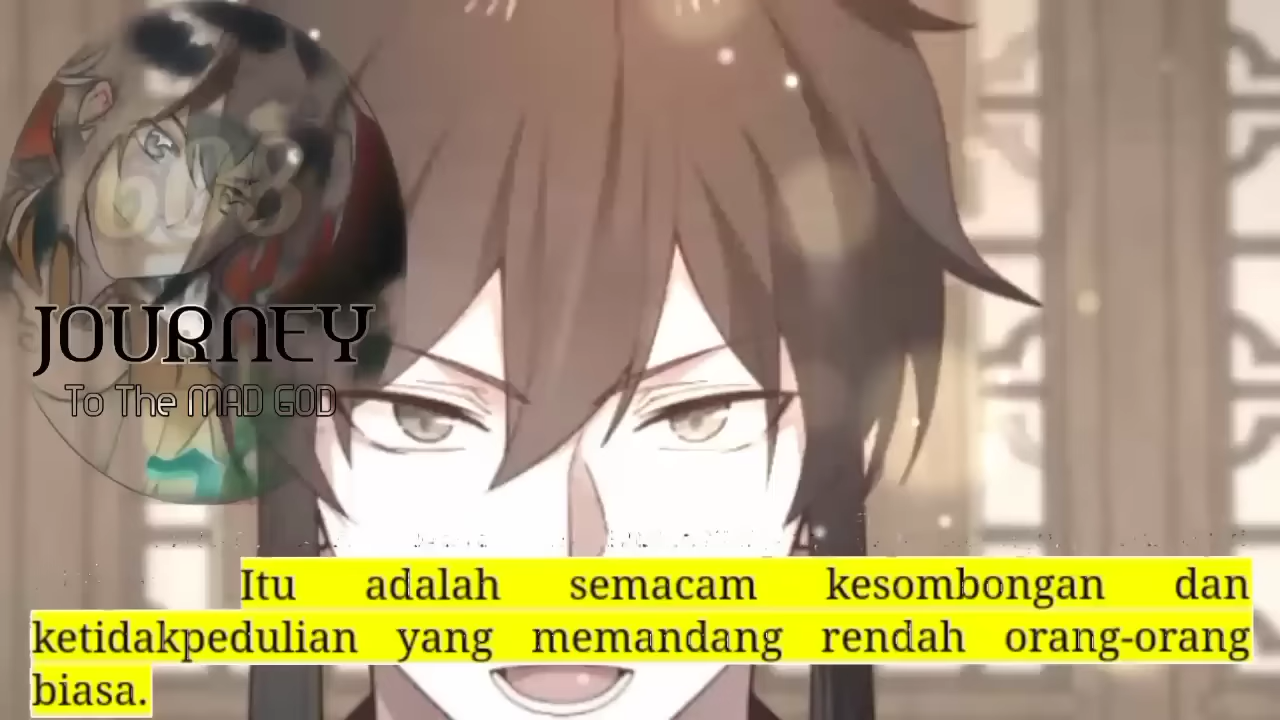 JOURNEY
To The MAD GOD
Itu adalah semacam kesombongan dan
ketidakpedulian yang memandang rendah orang-orang
biasa.